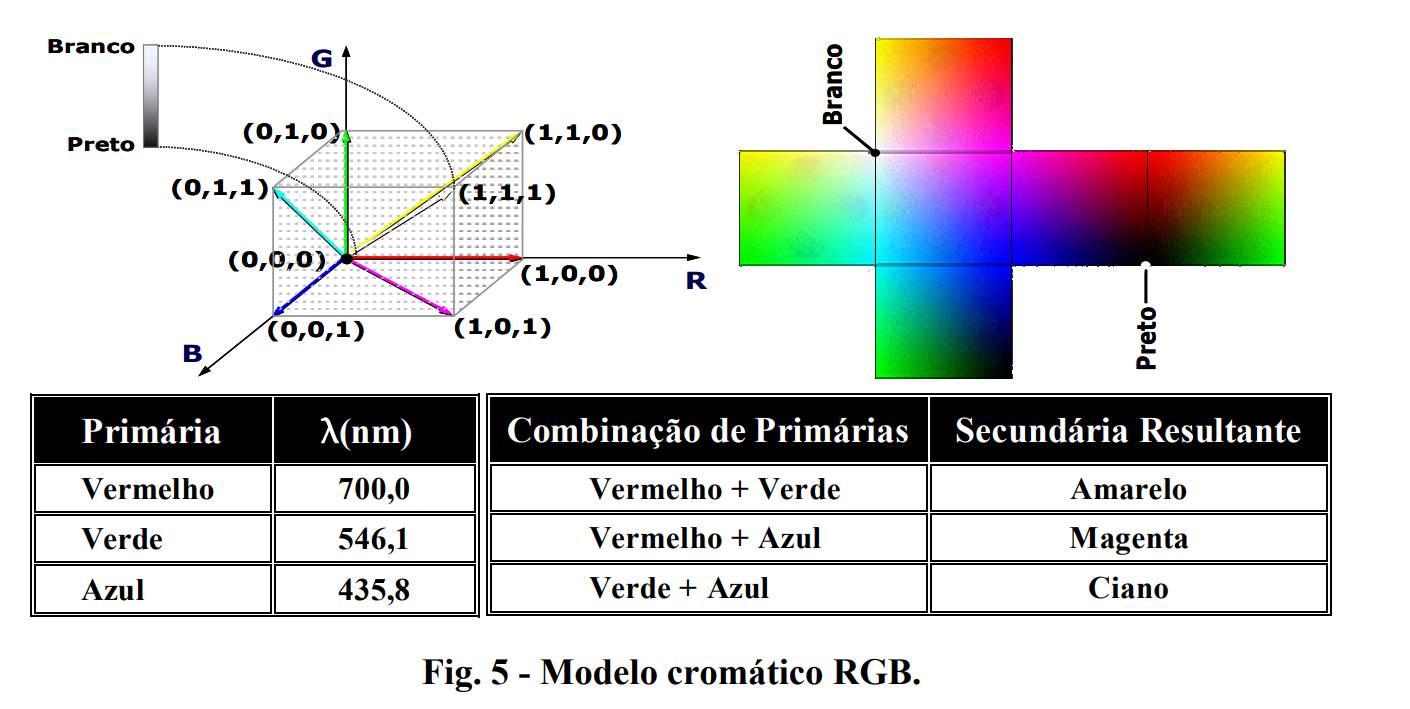 Branco
G
Preto
(0,1,0)
(1,1,0)
(0,1,1)
(1,1,1)
(0,0,0)
(1,0,0)
R
(0,0,1)
(1,0,1)
B
Branco
Preto
Primária λ(nm)
Vermelho 700,0
Verde 546,1
Azul 435,8
Combinação de Primárias Secundária Resultante
Vermelho + Verde Amarelo
Vermelho + Azul Magenta
Verde + Azul Ciano
Fig. 5 - Modelo cromático RGB.